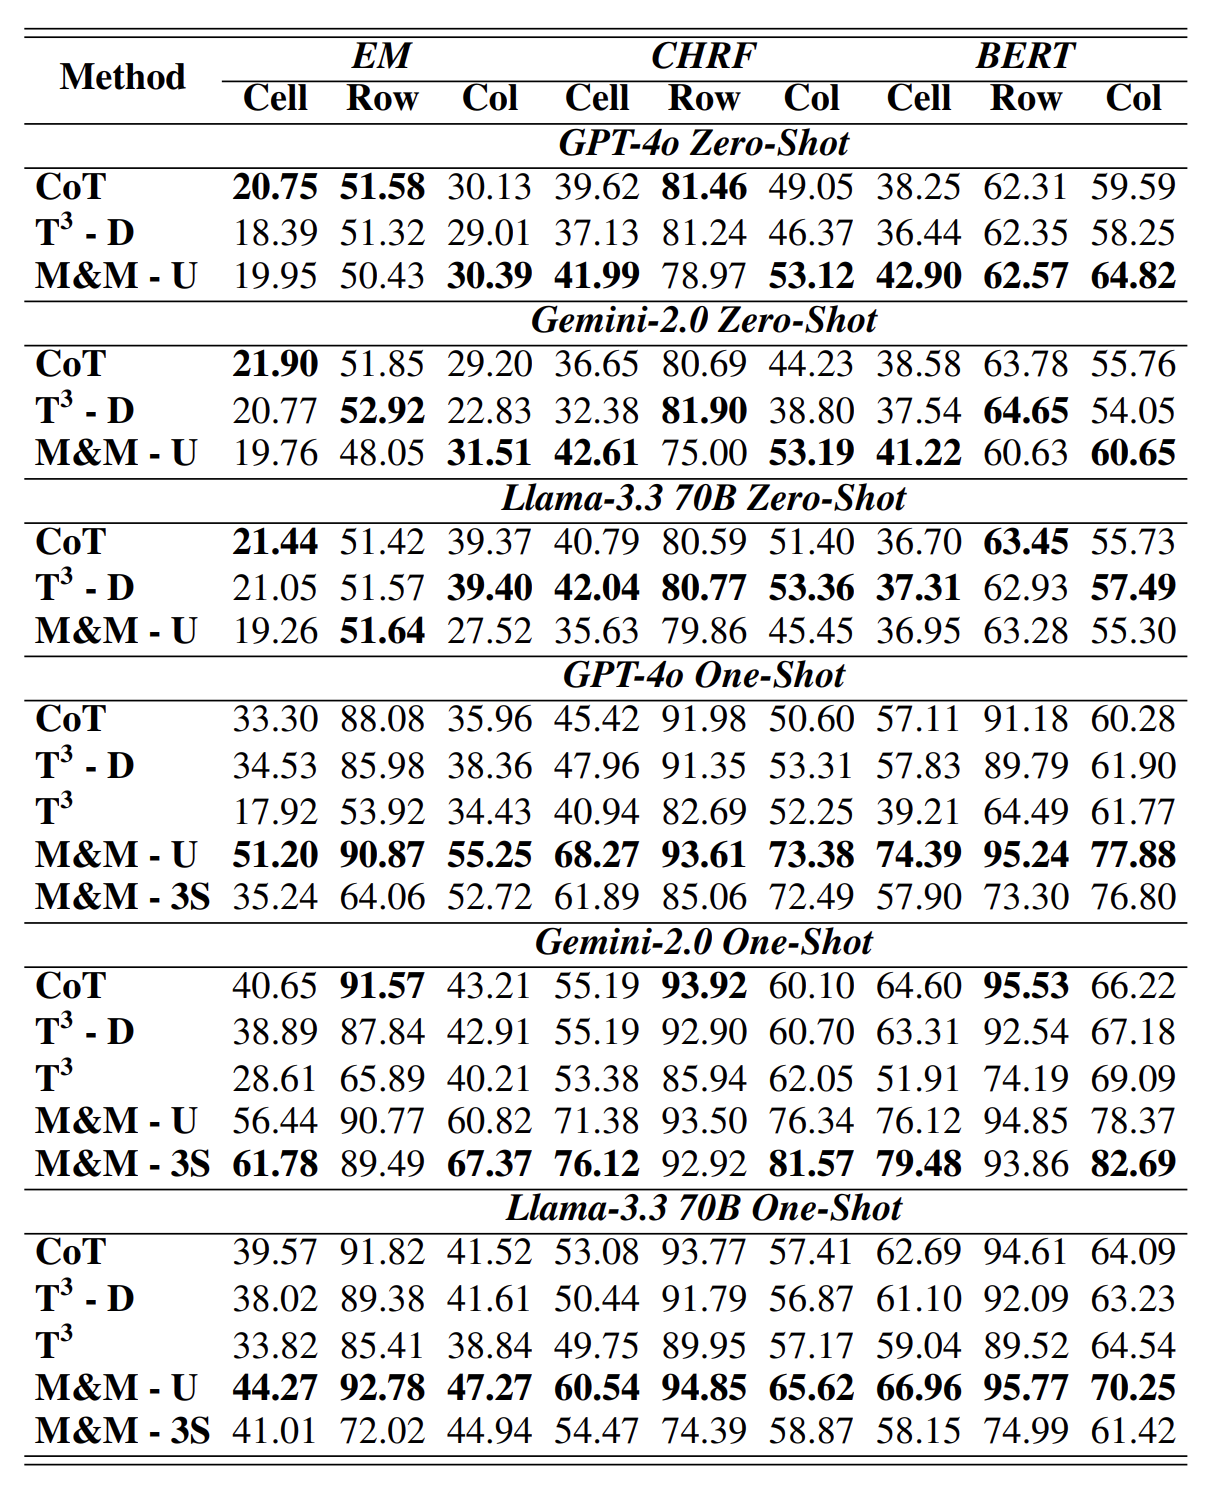 Method EM CHRF BERT
Cell Row Col Cell Row Col Cell Row Col
GPT-4o Zero-Shot
CoT 20.75 51.58 30.13 39.62 81.46 49.05 38.25 62.31 59.59
T³ - D 18.39 51.32 29.01 37.13 81.24 46.37 36.44 62.35 58.25
M&M - U 19.95 50.43 30.39 41.99 78.97 53.12 42.90 62.57 64.82
Gemini-2.0 Zero-Shot
CoT 21.90 51.85 29.20 36.65 80.69 44.23 38.58 63.78 55.76
T³ - D 20.77 52.92 22.83 32.38 81.90 38.80 37.54 64.65 54.05
M&M - U 19.76 48.05 31.51 42.61 75.00 53.19 41.22 60.63 60.65
Llama-3.3 70B Zero-Shot
CoT 21.44 51.42 39.37 40.79 80.59 51.40 36.70 63.45 55.73
T³ - D 21.05 51.57 39.40 42.04 80.77 53.36 37.31 62.93 57.49
M&M - U 19.26 51.64 27.52 35.63 79.86 45.45 36.95 63.28 55.30
GPT-4o One-Shot
CoT 33.30 88.08 35.96 45.42 91.98 50.60 57.11 91.18 60.28
T³ - D 34.53 85.98 38.36 47.96 91.35 53.31 57.83 89.79 61.90
T³ 17.92 53.92 34.43 40.94 82.69 52.25 39.21 64.49 61.77
M&M - U 51.20 90.87 55.25 68.27 93.61 73.38 74.39 95.24 77.88
M&M - 3S 35.24 64.06 52.72 61.89 85.06 72.49 57.90 73.30 76.80
Gemini-2.0 One-Shot
CoT 40.65 91.57 43.21 55.19 93.92 60.10 64.60 95.53 66.22
T³ - D 38.89 87.84 42.91 55.19 92.90 60.70 63.31 92.54 67.18
T³ 28.61 65.89 40.21 53.38 85.94 62.05 51.91 74.19 69.09
M&M - U 56.44 90.77 60.82 71.38 93.50 76.34 76.12 94.85 78.37
M&M - 3S 61.78 89.49 67.37 76.12 92.92 81.57 79.48 93.86 82.69
Llama-3.3 70B One-Shot
CoT 39.57 91.82 41.52 53.08 93.77 57.41 62.69 94.61 64.09
T³ - D 38.02 89.38 41.61 50.44 91.79 56.87 61.10 92.09 63.23
T³ 33.82 85.41 38.84 49.75 89.95 57.17 59.04 89.52 64.54
M&M - U 44.27 92.78 47.27 60.54 94.85 65.62 66.96 95.77 70.25
M&M - 3S 41.01 72.02 44.94 54.47 74.39 58.87 58.15 74.99 61.42